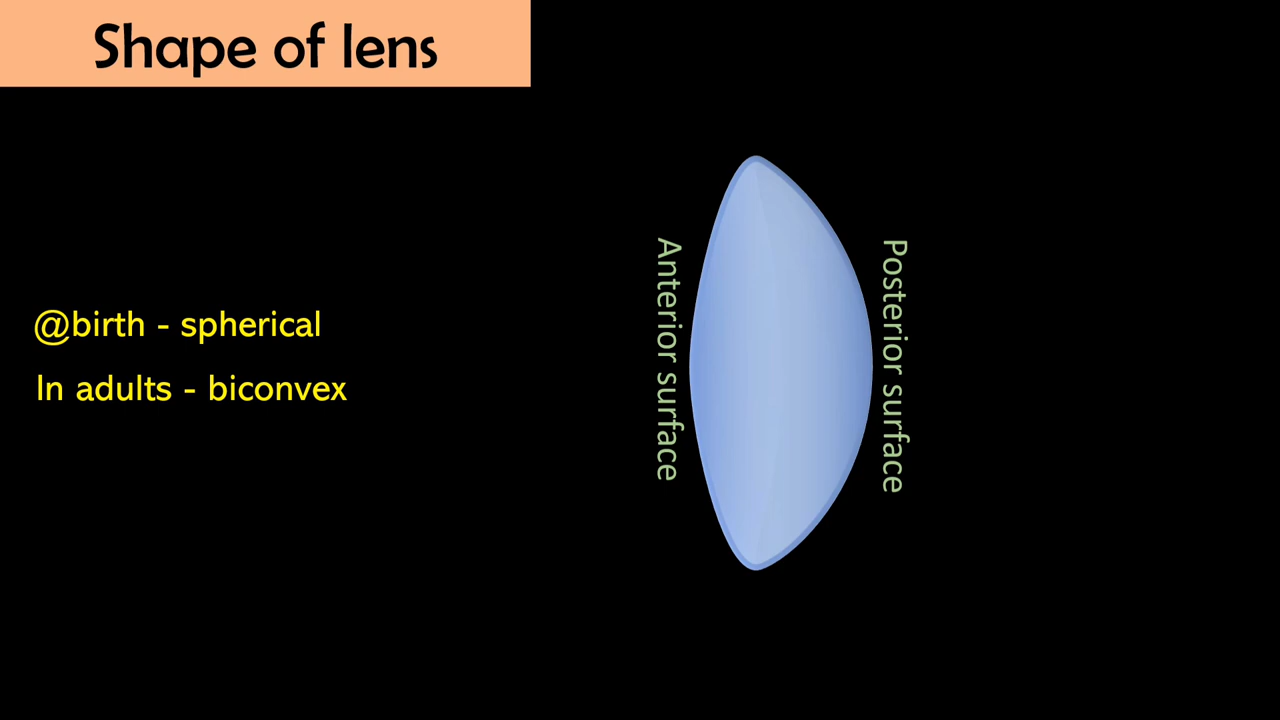 Shape of lens
@birth - spherical
In adults - biconvex
Anterior surface
Posterior surface